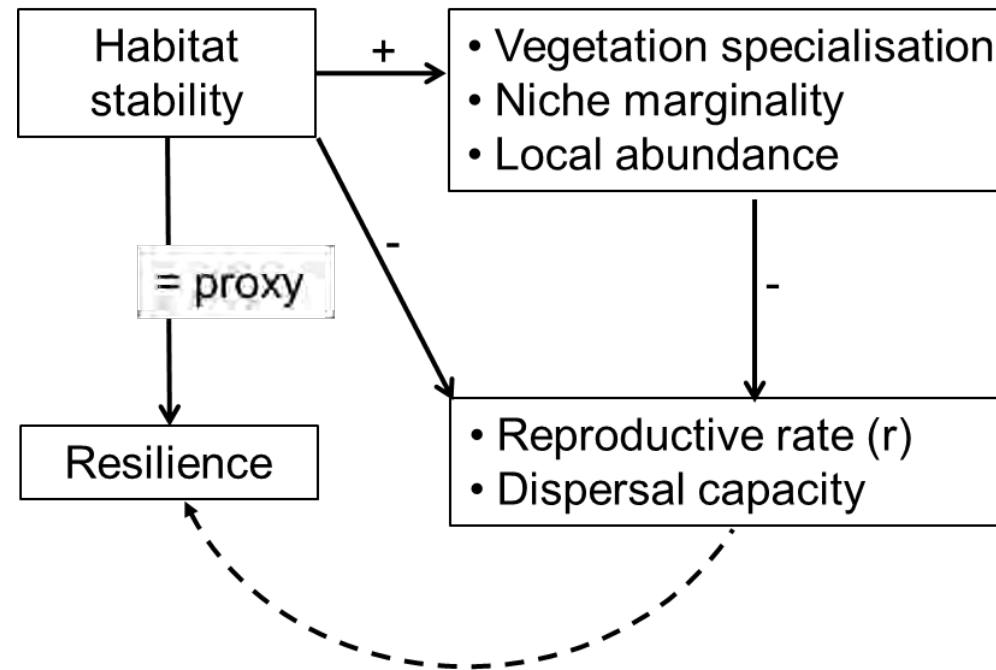 Habitat
stability
+
• Vegetation specialisation
• Niche marginality
• Local abundance
-
= proxy
-
Resilience
• Reproductive rate (r)
• Dispersal capacity